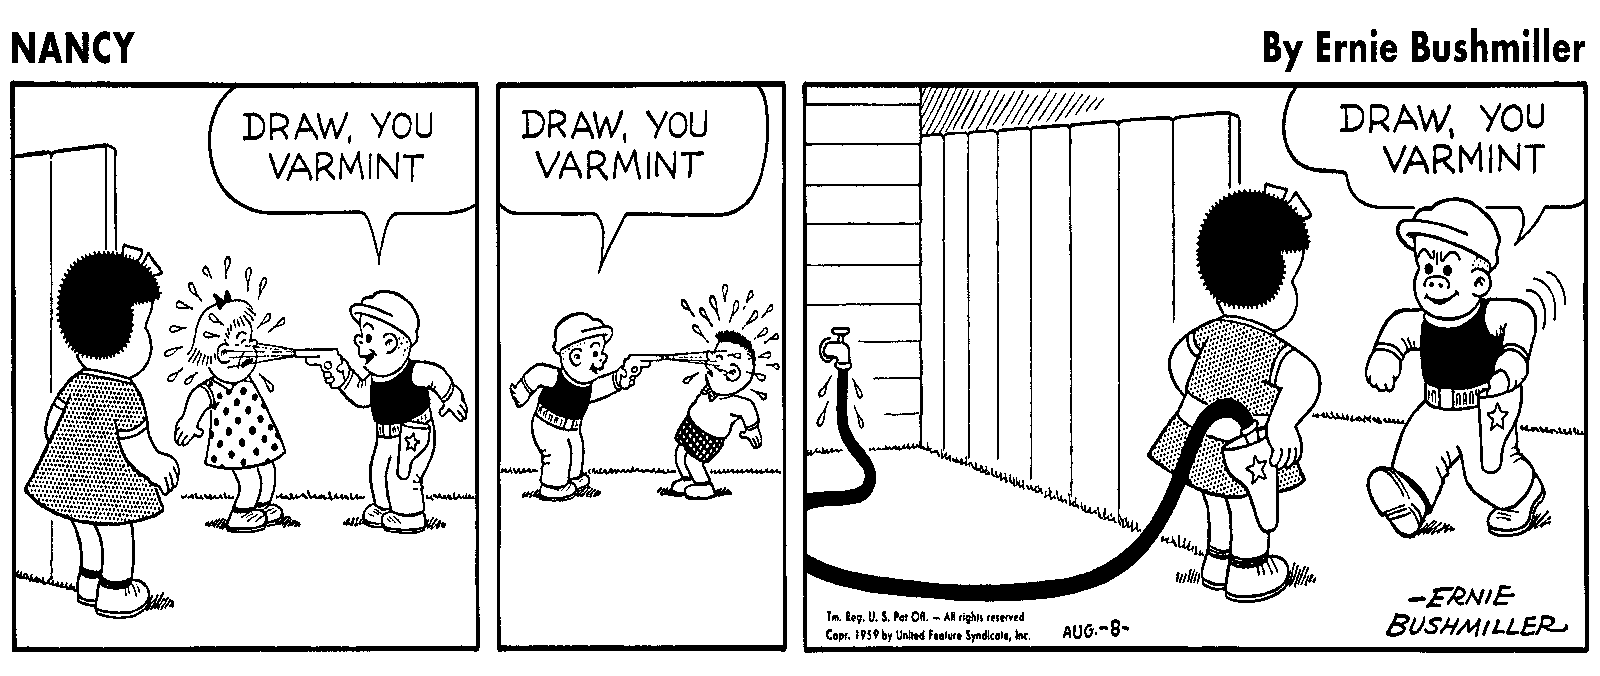 NANCY
By Ernie Bushmiller
DRAW, YOU
VARMINT
DRAW, YOU
VARMINT
DRAW, YOU
VARMINT
Tm. Reg. U. S. Pat Off. — All rights reserved
Copr. 1959 by United Feature Syndicate, Inc.
AUG.-8-
-ERNIE
BUSHMILLER